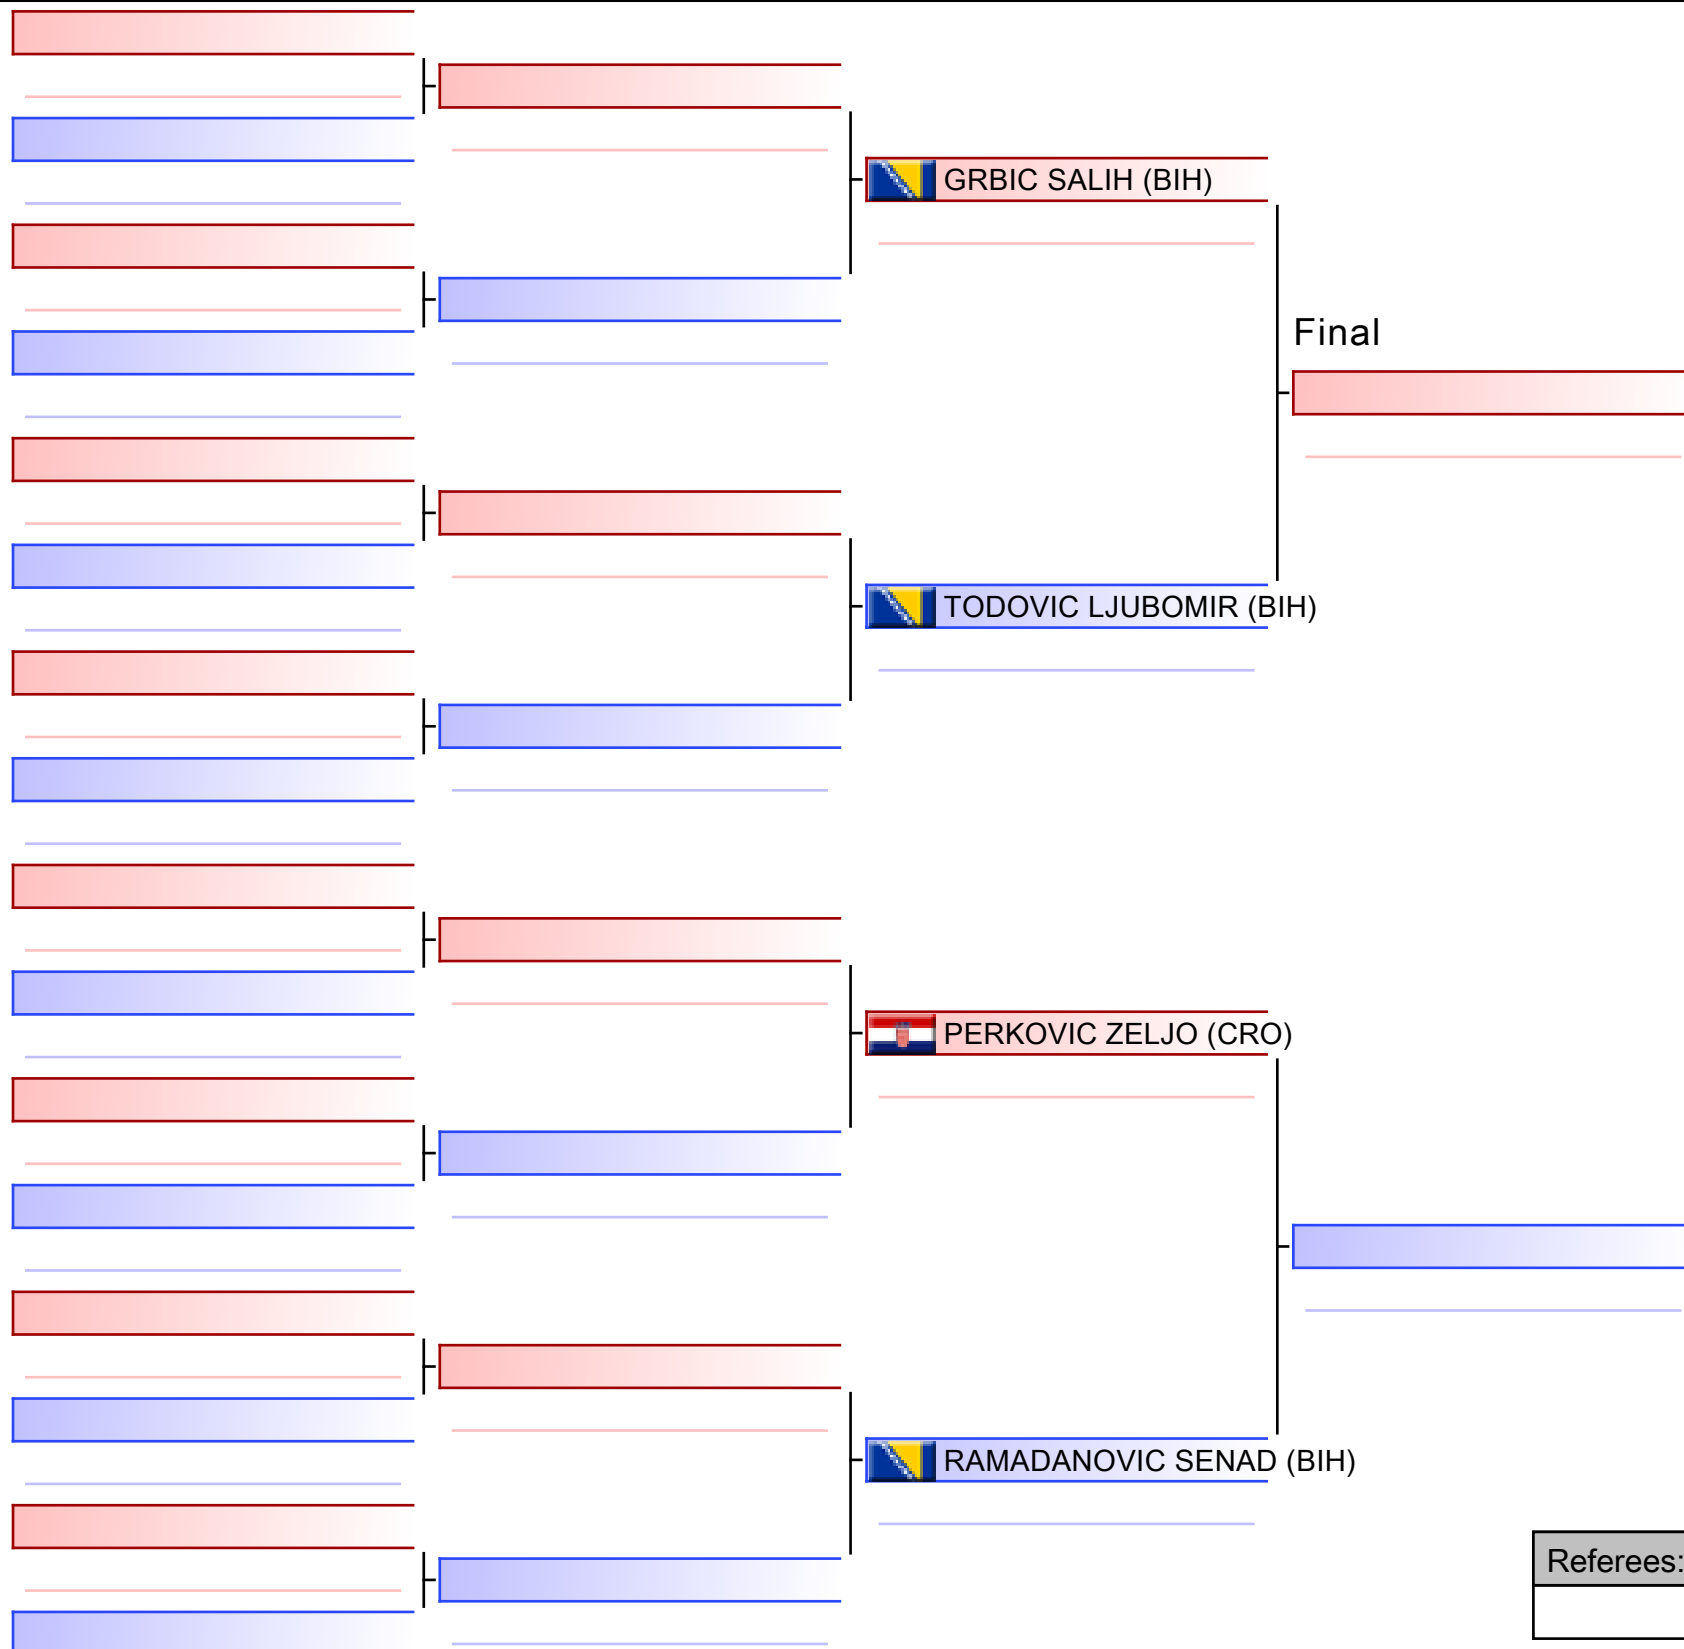 GRBIC SALIH (BIH)
Final
TODOVIC LJUBOMIR (BIH)
PERKOVIC ZELJO (CRO)
RAMADANOVIC SENAD (BIH)
Referees: